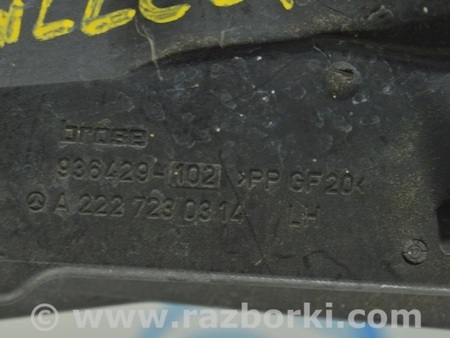 brose
936429-102 >PP GF20<
A 222 723 03 14 LH
www.razborki.com